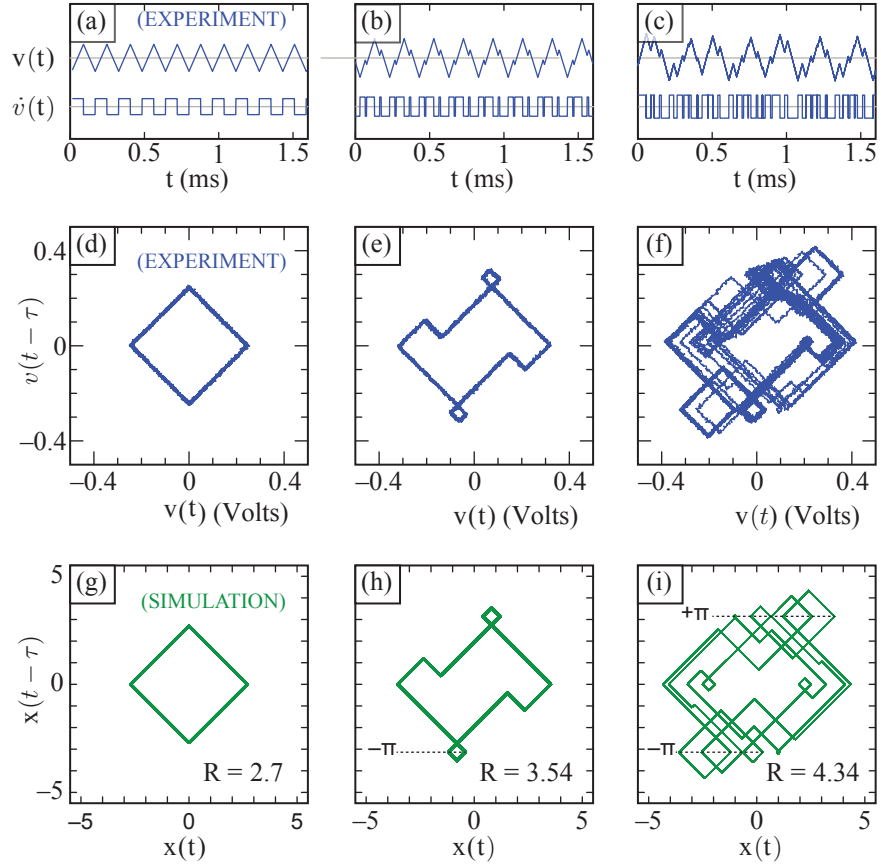 (a) (EXPERIMENT) (b) (c)
v(t)
v̇(t)
0 0.5 1 1.5 0 0.5 1 1.5 0 0.5 1 1.5
t (ms) t (ms) t (ms)
(d) (EXPERIMENT) (e) (f)
0.4
0
−0.4
v(t − τ)
−0.4 0 0.4 −0.4 0 0.4 −0.4 0 0.4
v(t) (Volts) v(t) (Volts) v(t) (Volts)
(g) (SIMULATION) (h) (i)
5
0
−5
x(t − τ)
+π
−π −π
R = 2.7 R = 3.54 R = 4.34
−5 0 5 −5 0 5 −5 0 5
x(t) x(t) x(t)